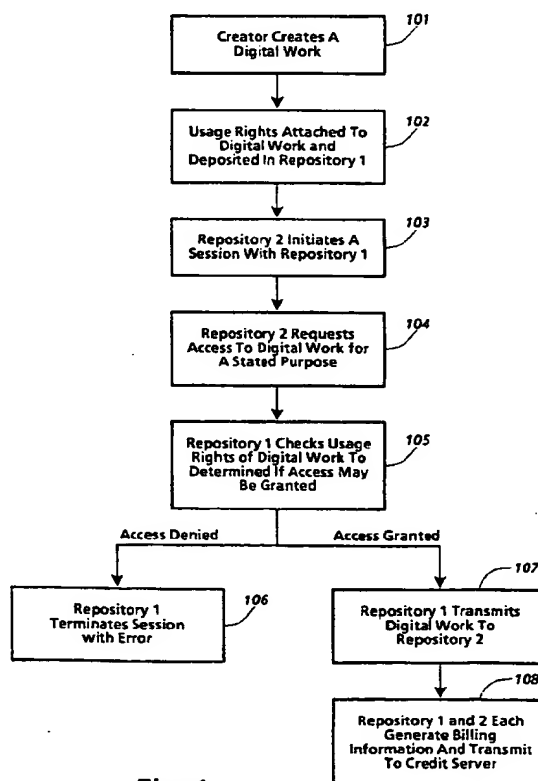 101
Creator Creates A
Digital Work
102
Usage Rights Attached To
Digital Work and
Deposited In Repository 1
103
Repository 2 Initiates A
Session With Repository 1
104
Repository 2 Requests
Access To Digital Work for
A Stated Purpose
105
Repository 1 Checks Usage
Rights of Digital Work To
Determined If Access May
Be Granted
Access Denied
Access Granted
106
Repository 1
Terminates Session
with Error
107
Repository 1 Transmits
Digital Work To
Repository 2
108
Repository 1 and 2 Each
Generate Billing
Information And Transmit
To Credit Server